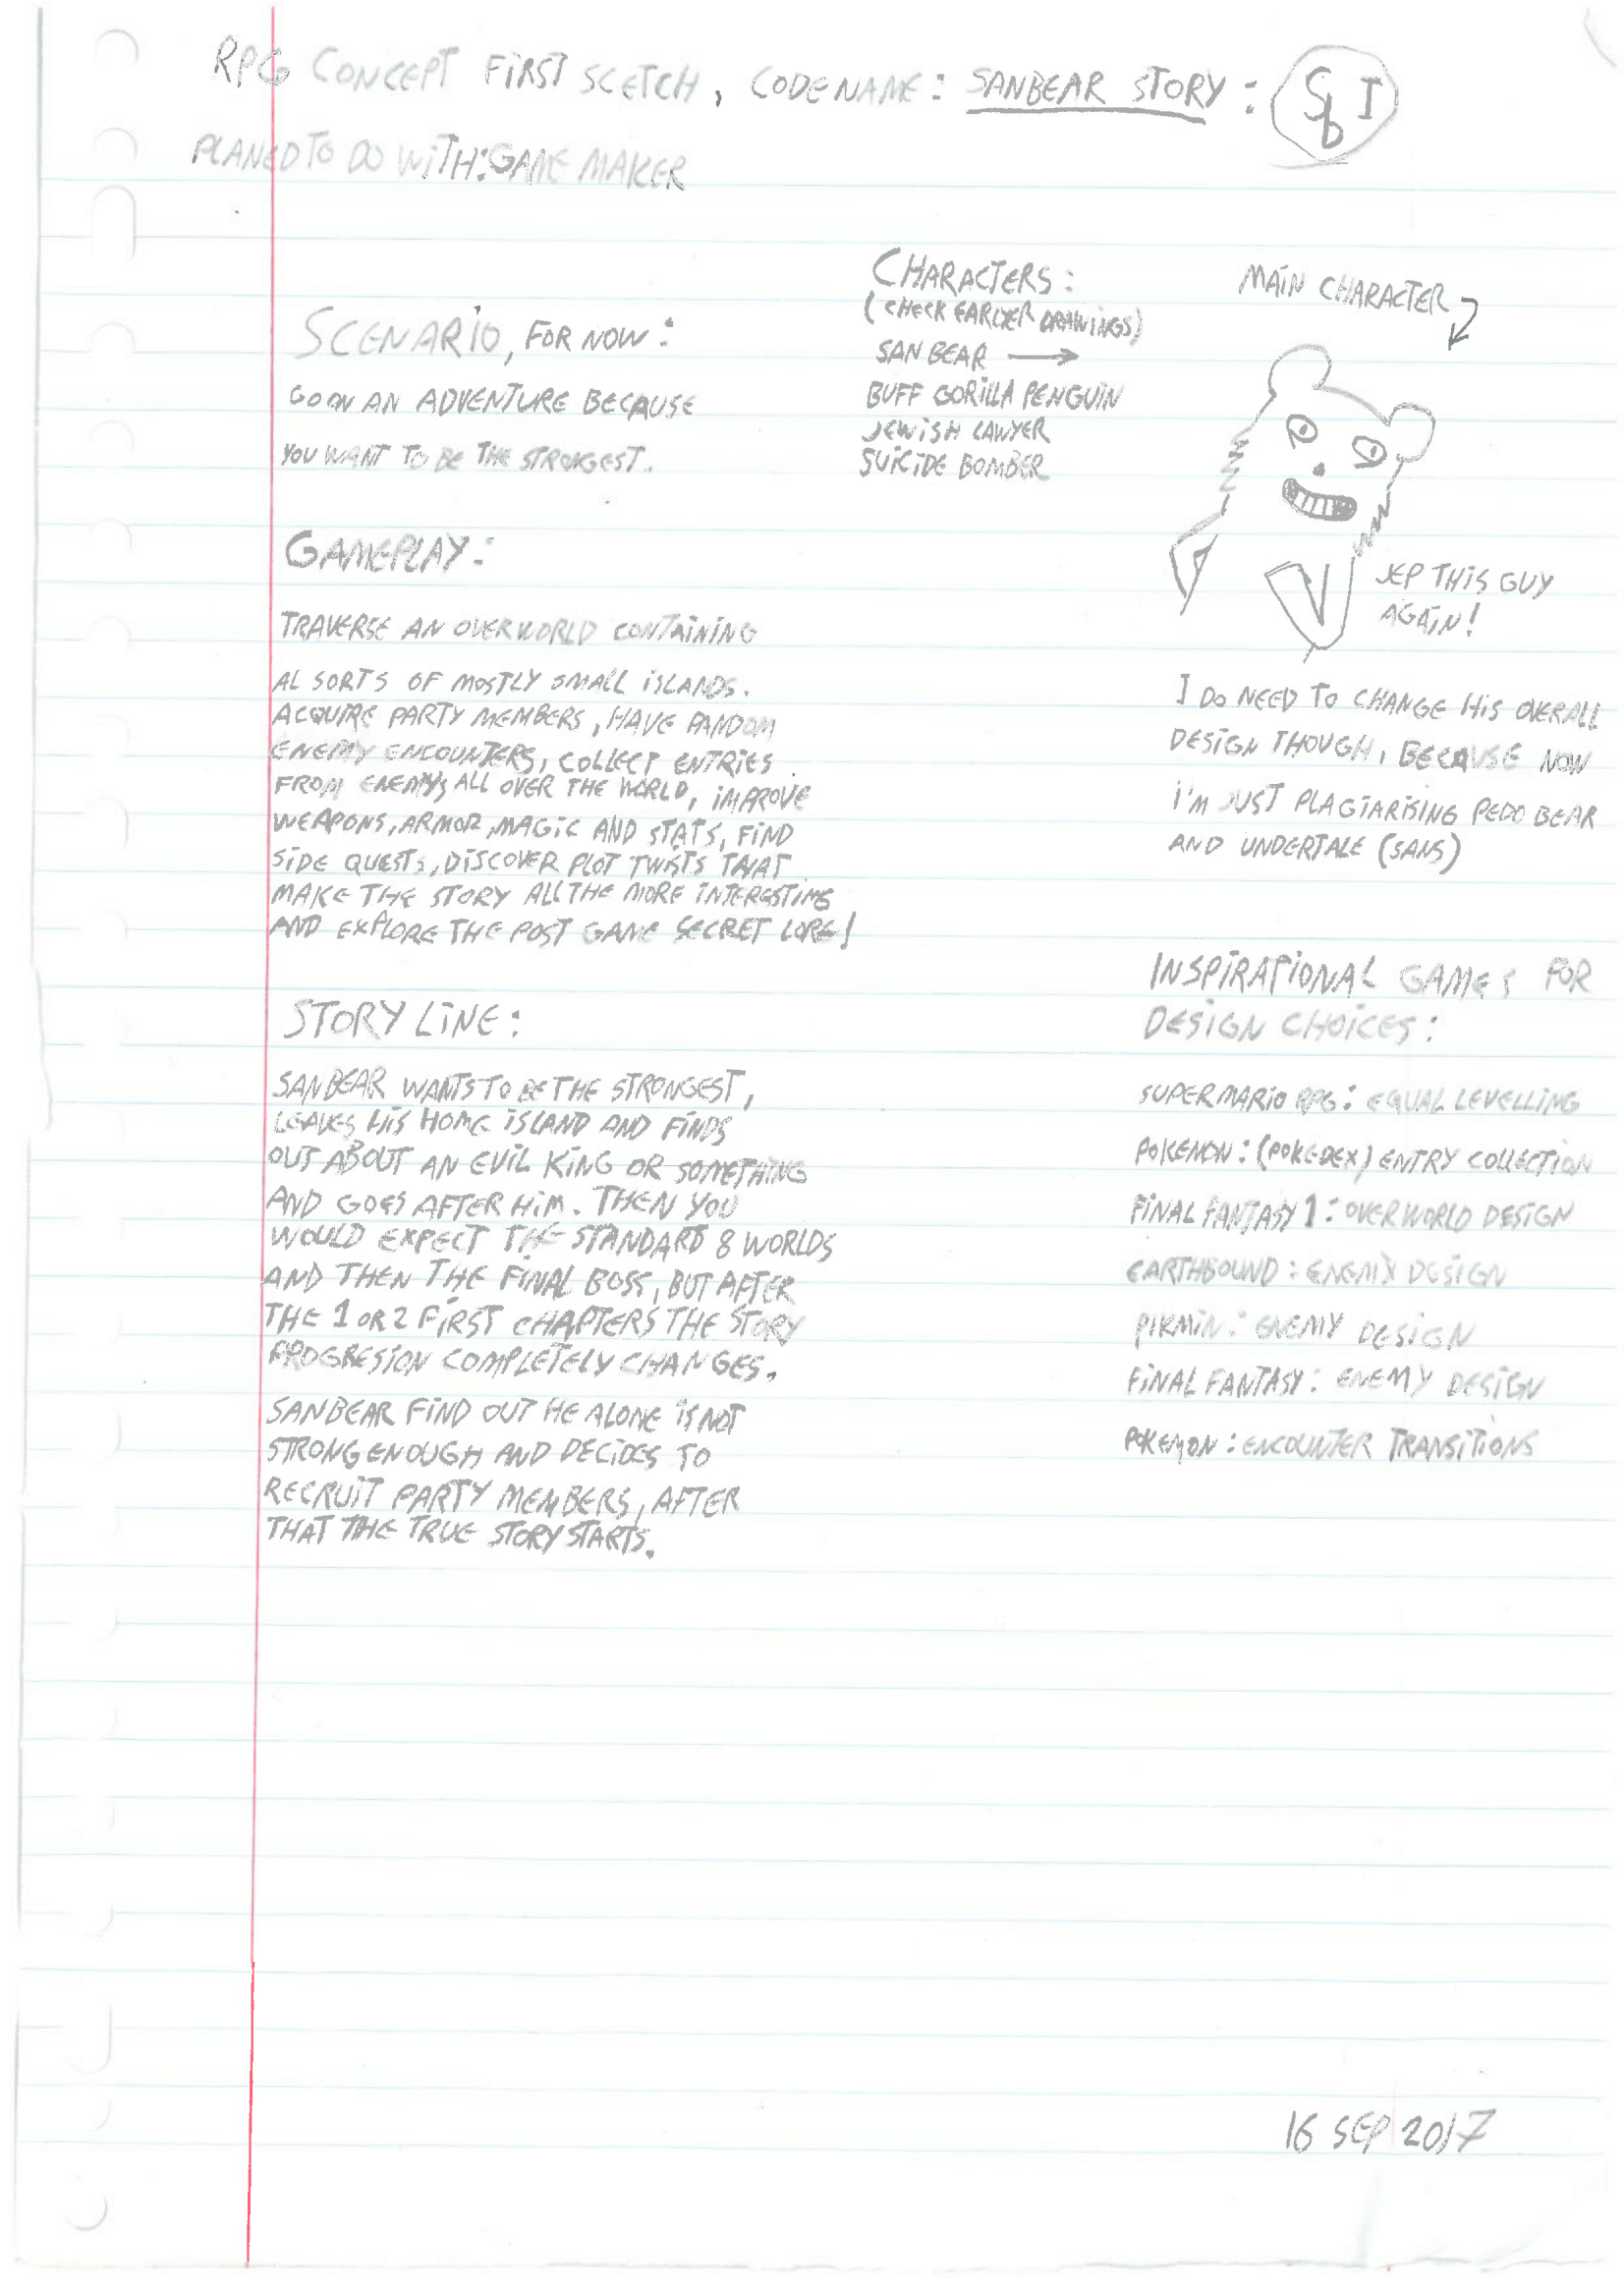 RPG CONCEPT FIRST SCETCH, CODENAME: SANBEAR STORY: SbI
PLANED TO DO WITH: GAME MAKER
SCENARIO, FOR NOW:
GO ON AN ADVENTURE BECAUSE
YOU WANT TO BE THE STRONGEST.
CHARACTERS:
(CHECK EARLYER DRAWINGS)
SANBEAR →
BUFF GORILLA PENGUIN
JEWISH LAWYER
SUICIDE BOMBER
MAIN CHARACTER
JEP THIS GUY
AGAIN!
I DO NEED TO CHANGE HIS OVERALL
DESIGN THOUGH, BECAUSE NOW
I'M JUST PLAGIARISING PEDO BEAR
AND UNDERTALE (SANS)
GAMEPLAY:
TRAVERSE AN OVERWORLD CONTAINING
AL SORTS OF MOSTLY SMALL ISLANDS.
ACQUIRE PARTY MEMBERS, HAVE RANDOM
ENEMY ENCOUNTERS, COLLECT ENTRIES
FROM ENEMYS ALL OVER THE WORLD, IMPROVE
WEAPONS, ARMOR, MAGIC AND STATS, FIND
SIDE QUESTS, DISCOVER PLOT TWISTS THAT
MAKE THE STORY ALL THE MORE INTERESTING
AND EXPLORE THE POST GAME SECRET LORE!
STORY LINE:
SANBEAR WANTS TO BE THE STRONGEST,
LEAVES HIS HOME ISLAND AND FINDS
OUT ABOUT AN EVIL KING OR SOMETHING
AND GOES AFTER HIM. THEN YOU
WOULD EXPECT THE STANDARD 8 WORLDS
AND THEN THE FINAL BOSS, BUT AFTER
THE 1 OR 2 FIRST CHAPTERS THE STORY
PROGRESION COMPLETELY CHANGES.
SANBEAR FIND OUT HE ALONE IS NOT
STRONG ENOUGH AND DECIDES TO
RECRUIT PARTY MEMBERS, AFTER
THAT THE TRUE STORY STARTS.
INSPIRATIONAL GAMES FOR
DESIGN CHOICES:
SUPERMARIO RPG: EQUAL LEVELLING
POKEMON: (POKEDEX) ENTRY COLLECTION
FINAL FANTASY 1: OVERWORLD DESIGN
EARTHBOUND: ENEMY DESIGN
PIKMIN: ENEMY DESIGN
FINAL FANTASY: ENEMY DESIGN
POKEMON: ENCOUNTER TRANSITIONS
16 SEP 2017